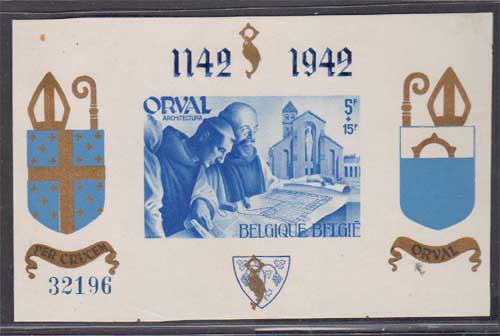 1142 1942
ORVAL
ARCHITECTURA
5F
+
15F
BELGIQUE-BELGIË
PER CRUCEM
ORVAL
32196